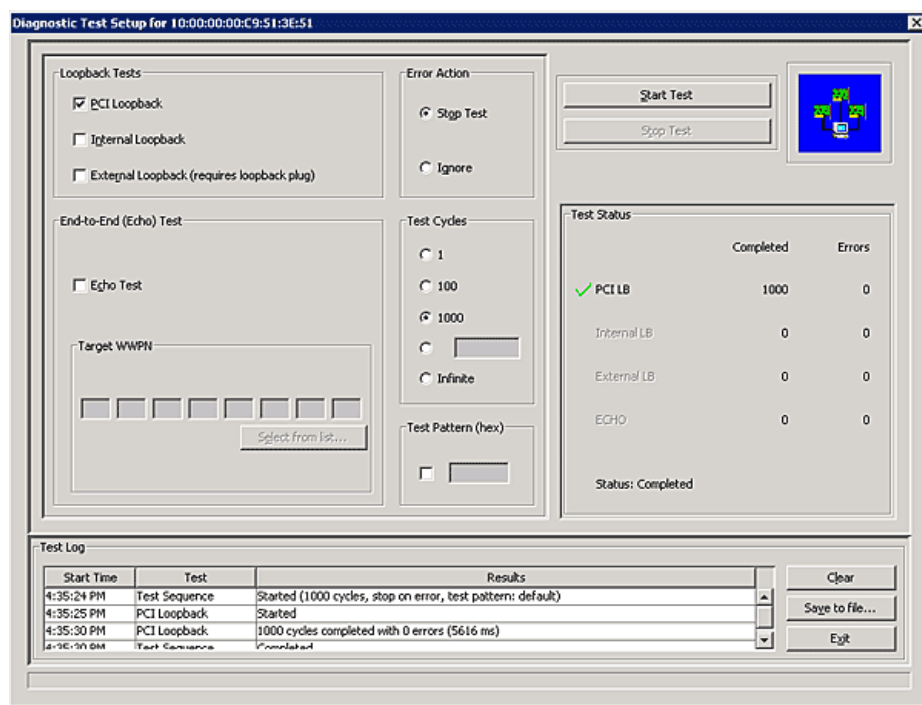 Diagnostic Test Setup for 10:00:00:00:C9:51:3E:51
Loopback Tests
PCI Loopback
Internal Loopback
External Loopback (requires loopback plug)
Error Action
Stop Test
Ignore
Start Test
Stop Test
End-to-End (Echo) Test
Echo Test
Target WWPN
Select from list...
Test Cycles
1
100
1000
Infinite
Test Pattern (hex)
Test Status
Completed Errors
PCI LB 1000 0
Internal LB 0 0
External LB 0 0
ECHO 0 0
Status: Completed
Test Log
Start Time Test Results
4:35:24 PM Test Sequence Started (1000 cycles, stop on error, test pattern: default)
4:35:25 PM PCI Loopback Started
4:35:30 PM PCI Loopback 1000 cycles completed with 0 errors (5616 ms)
4:35:30 PM Test Sequence Completed
Clear
Save to file...
Exit